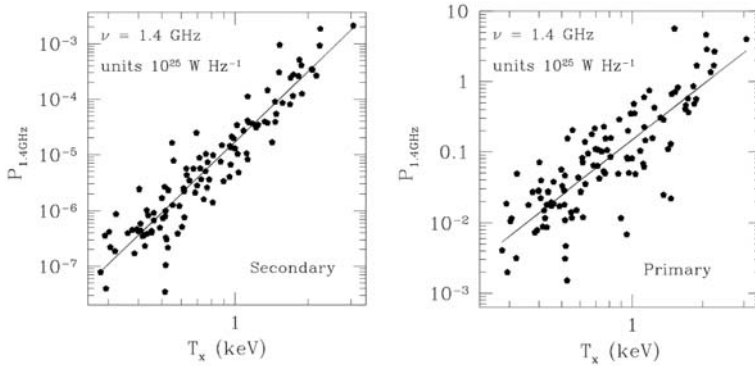 10⁻³
10⁻⁴
10⁻⁵
10⁻⁶
10⁻⁷
P₁.₄GHz
ν = 1.4 GHz
units 10²⁵ W Hz⁻¹
Secondary
1
Tₓ (keV)
10
1
0.1
10⁻²
10⁻³
P₁.₄GHz
ν = 1.4 GHz
units 10²⁵ W Hz⁻¹
Primary
1
Tₓ (keV)